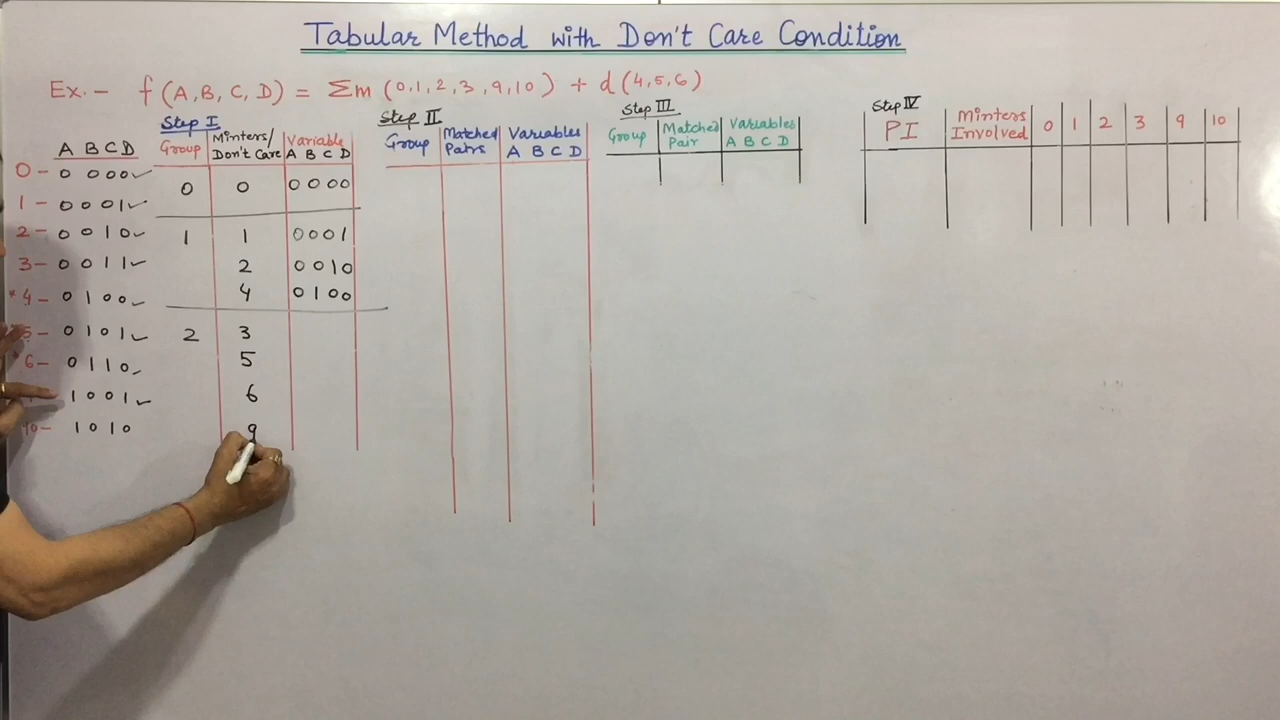 Tabular Method with Don't Care Condition
Ex.- f(A,B,C,D) = Σm (0,1,2,3,9,10) + d(4,5,6)
Step I
Group Minters/ Don't Care Variable A B C D
0 0 0 0 0 0
1 1 0 0 0 1
2 0 0 1 0
4 0 1 0 0
2 3
5
6
9
A B C D
0- 0 0 0 0 ✓
1- 0 0 0 1 ✓
2- 0 0 1 0 ✓
3- 0 0 1 1 ✓
*4- 0 1 0 0 ✓
5- 0 1 0 1 ✓
*6- 0 1 1 0 ✓
1 0 0 1 ✓
10- 1 0 1 0
Step II
Group Matched Pairs Variables A B C D
Step III
Group Matched Pair Variables A B C D
Step IV
PI Minters Involved 0 1 2 3 9 10